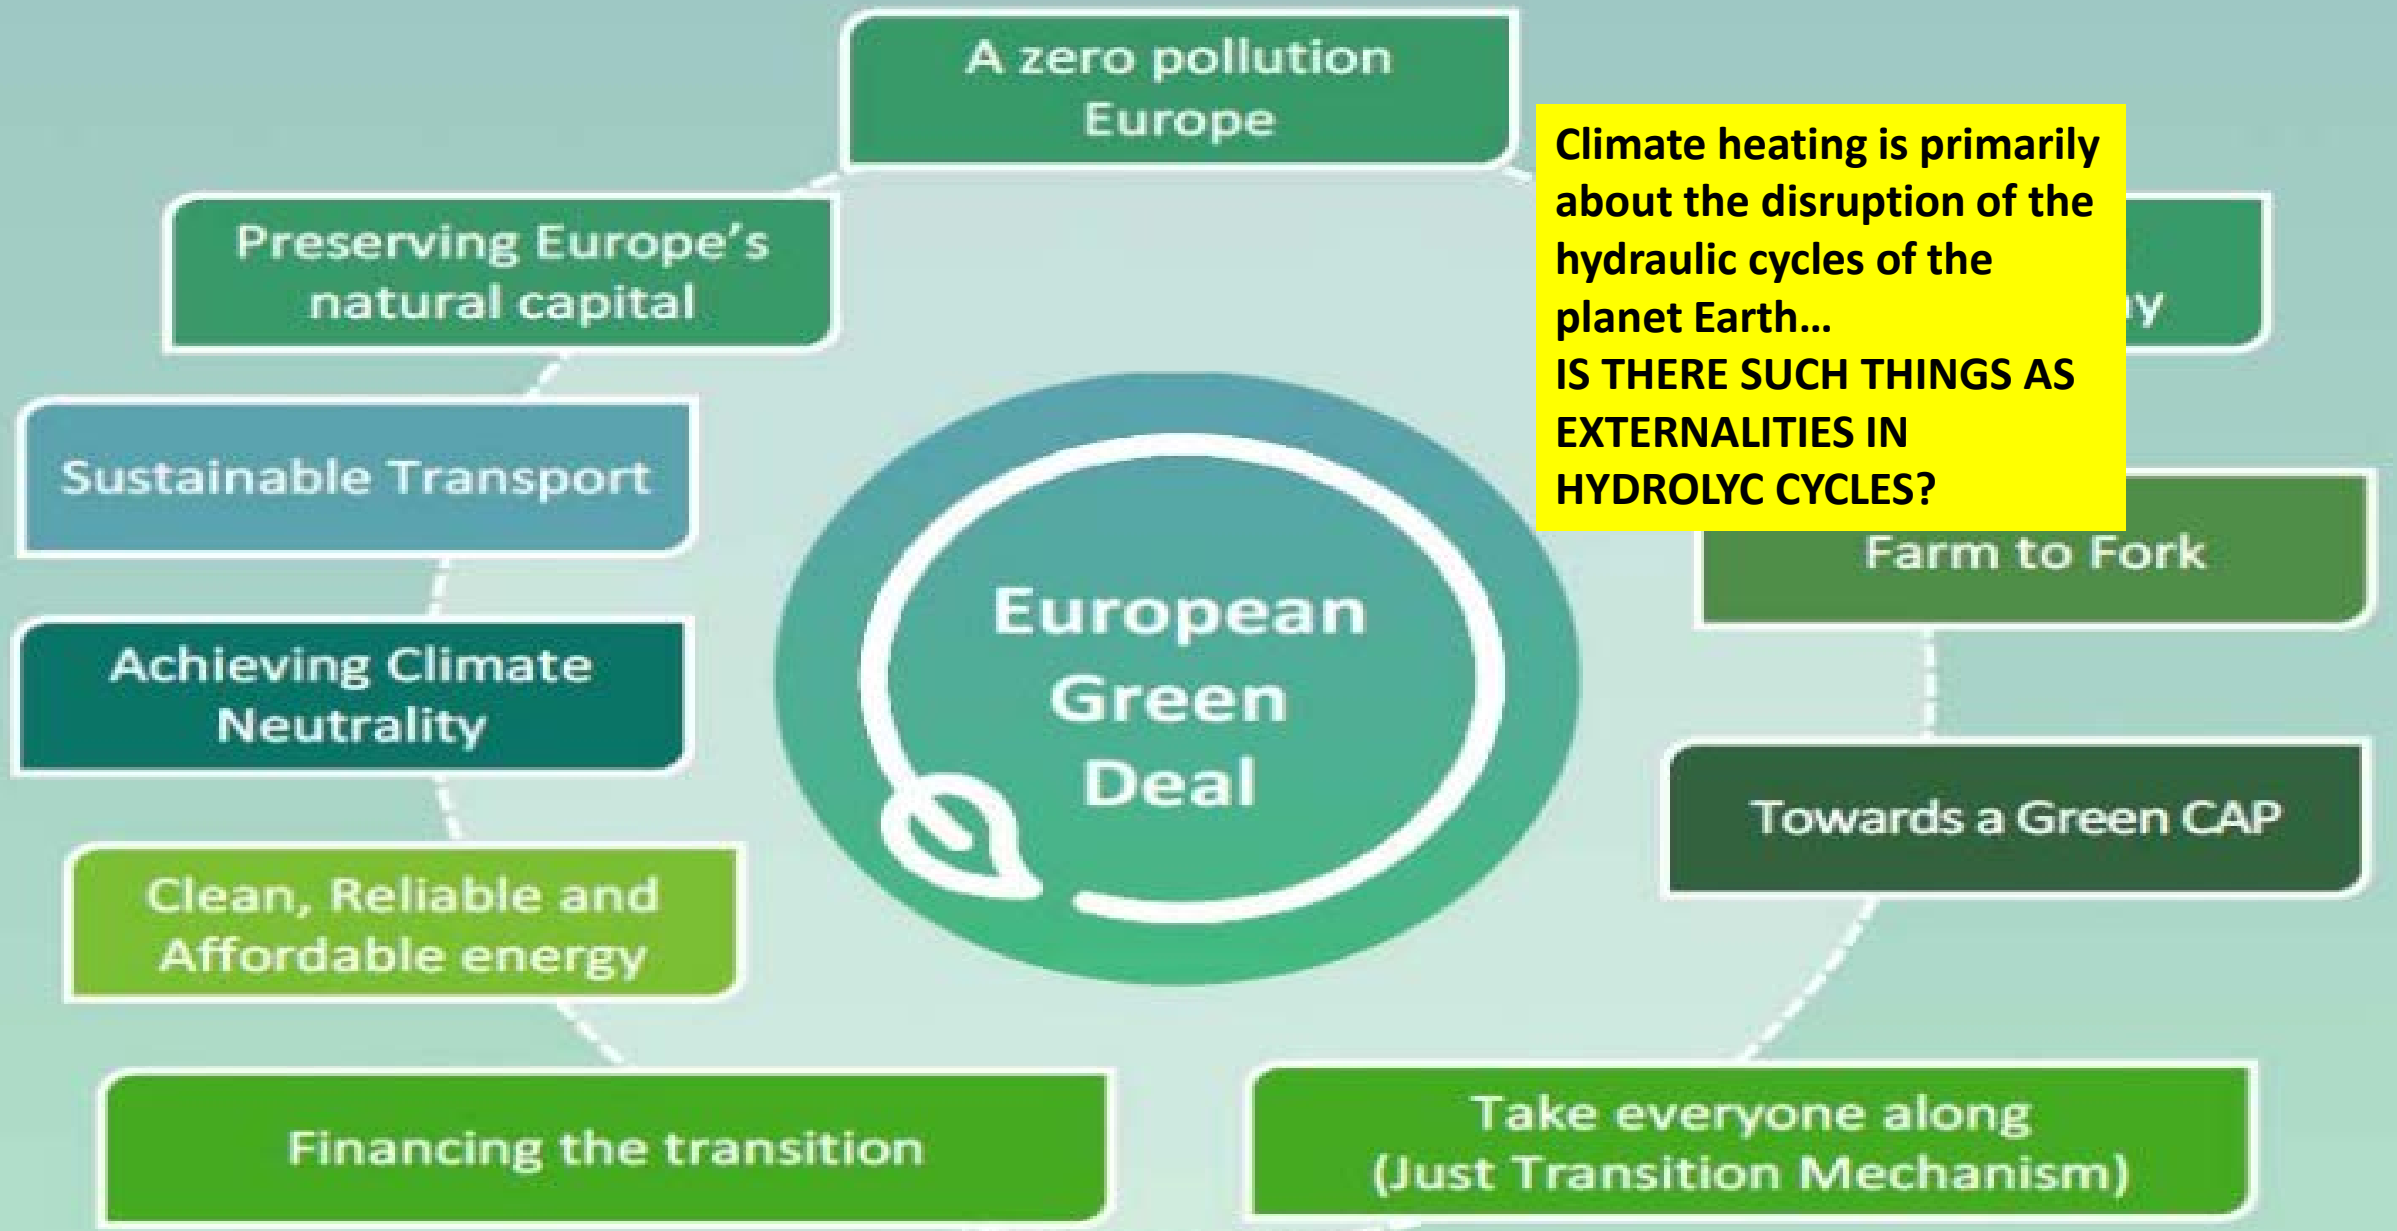 A zero pollution
Europe
Climate heating is primarily
about the disruption of the
hydraulic cycles of the
planet Earth...
IS THERE SUCH THINGS AS
EXTERNALITIES IN
HYDROLYC CYCLES?
Preserving Europe's
natural capital
Sustainable Transport
Farm to Fork
European
Green
Deal
Achieving Climate
Neutrality
Towards a Green CAP
Clean, Reliable and
Affordable energy
Financing the transition
Take everyone along
(Just Transition Mechanism)